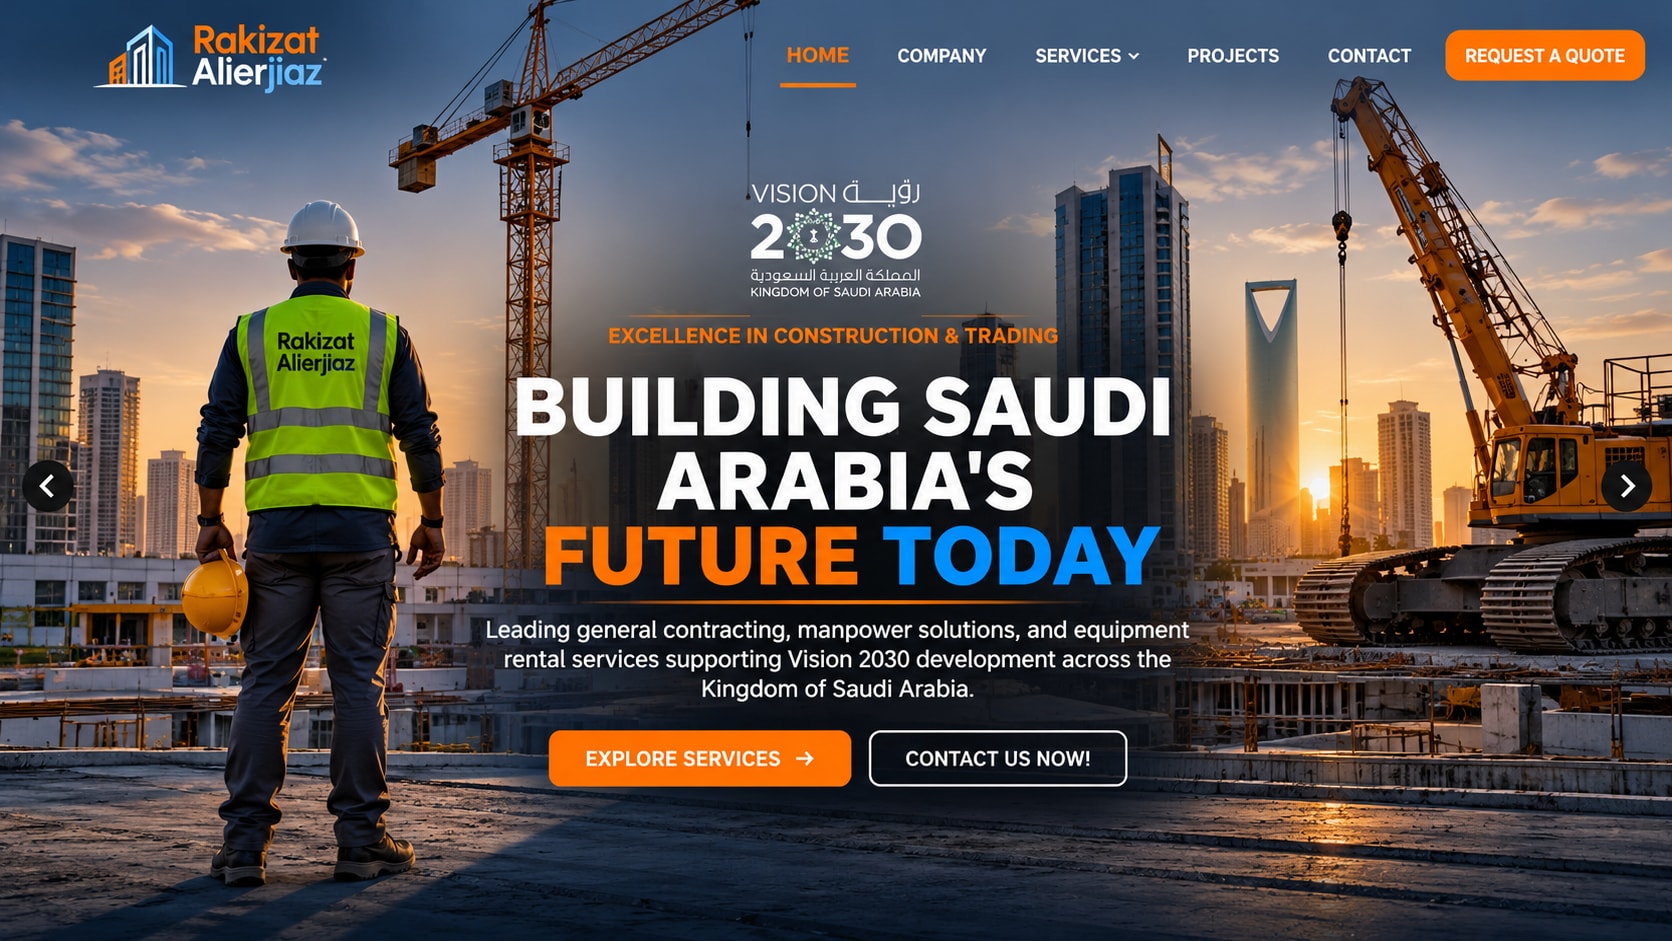 Rakizat
Alierjiaz
HOME
COMPANY
SERVICES
PROJECTS
CONTACT
REQUEST A QUOTE
VISION رؤيـــة
2030
المملكة العربية السعودية
KINGDOM OF SAUDI ARABIA
EXCELLENCE IN CONSTRUCTION & TRADING
Rakizat
Alierjiaz
BUILDING SAUDI
ARABIA'S
FUTURE TODAY
Leading general contracting, manpower solutions, and equipment
rental services supporting Vision 2030 development across the
Kingdom of Saudi Arabia.
EXPLORE SERVICES →
CONTACT US NOW!